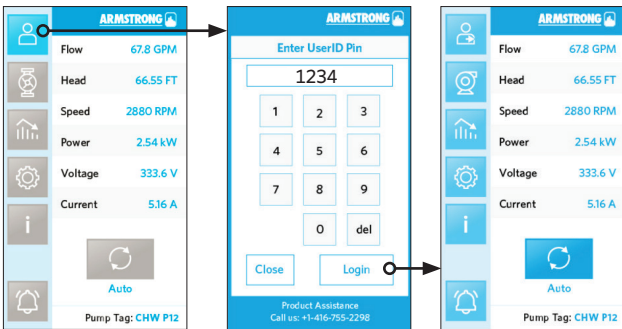 ARMSTRONG
Flow 67.8 GPM
Head 66.55 FT
Speed 2880 RPM
Power 2.54 kW
Voltage 333.6 V
Current 5.16 A
i
Auto
Pump Tag: CHW P12
ARMSTRONG
Enter UserID Pin
1234
1 2 3
4 5 6
7 8 9
0 del
Close Login
Product Assistance
Call us: +1-416-755-2298
ARMSTRONG
Flow 67.8 GPM
Head 66.55 FT
Speed 2880 RPM
Power 2.54 kW
Voltage 333.6 V
Current 5.16 A
i
Auto
Pump Tag: CHW P12